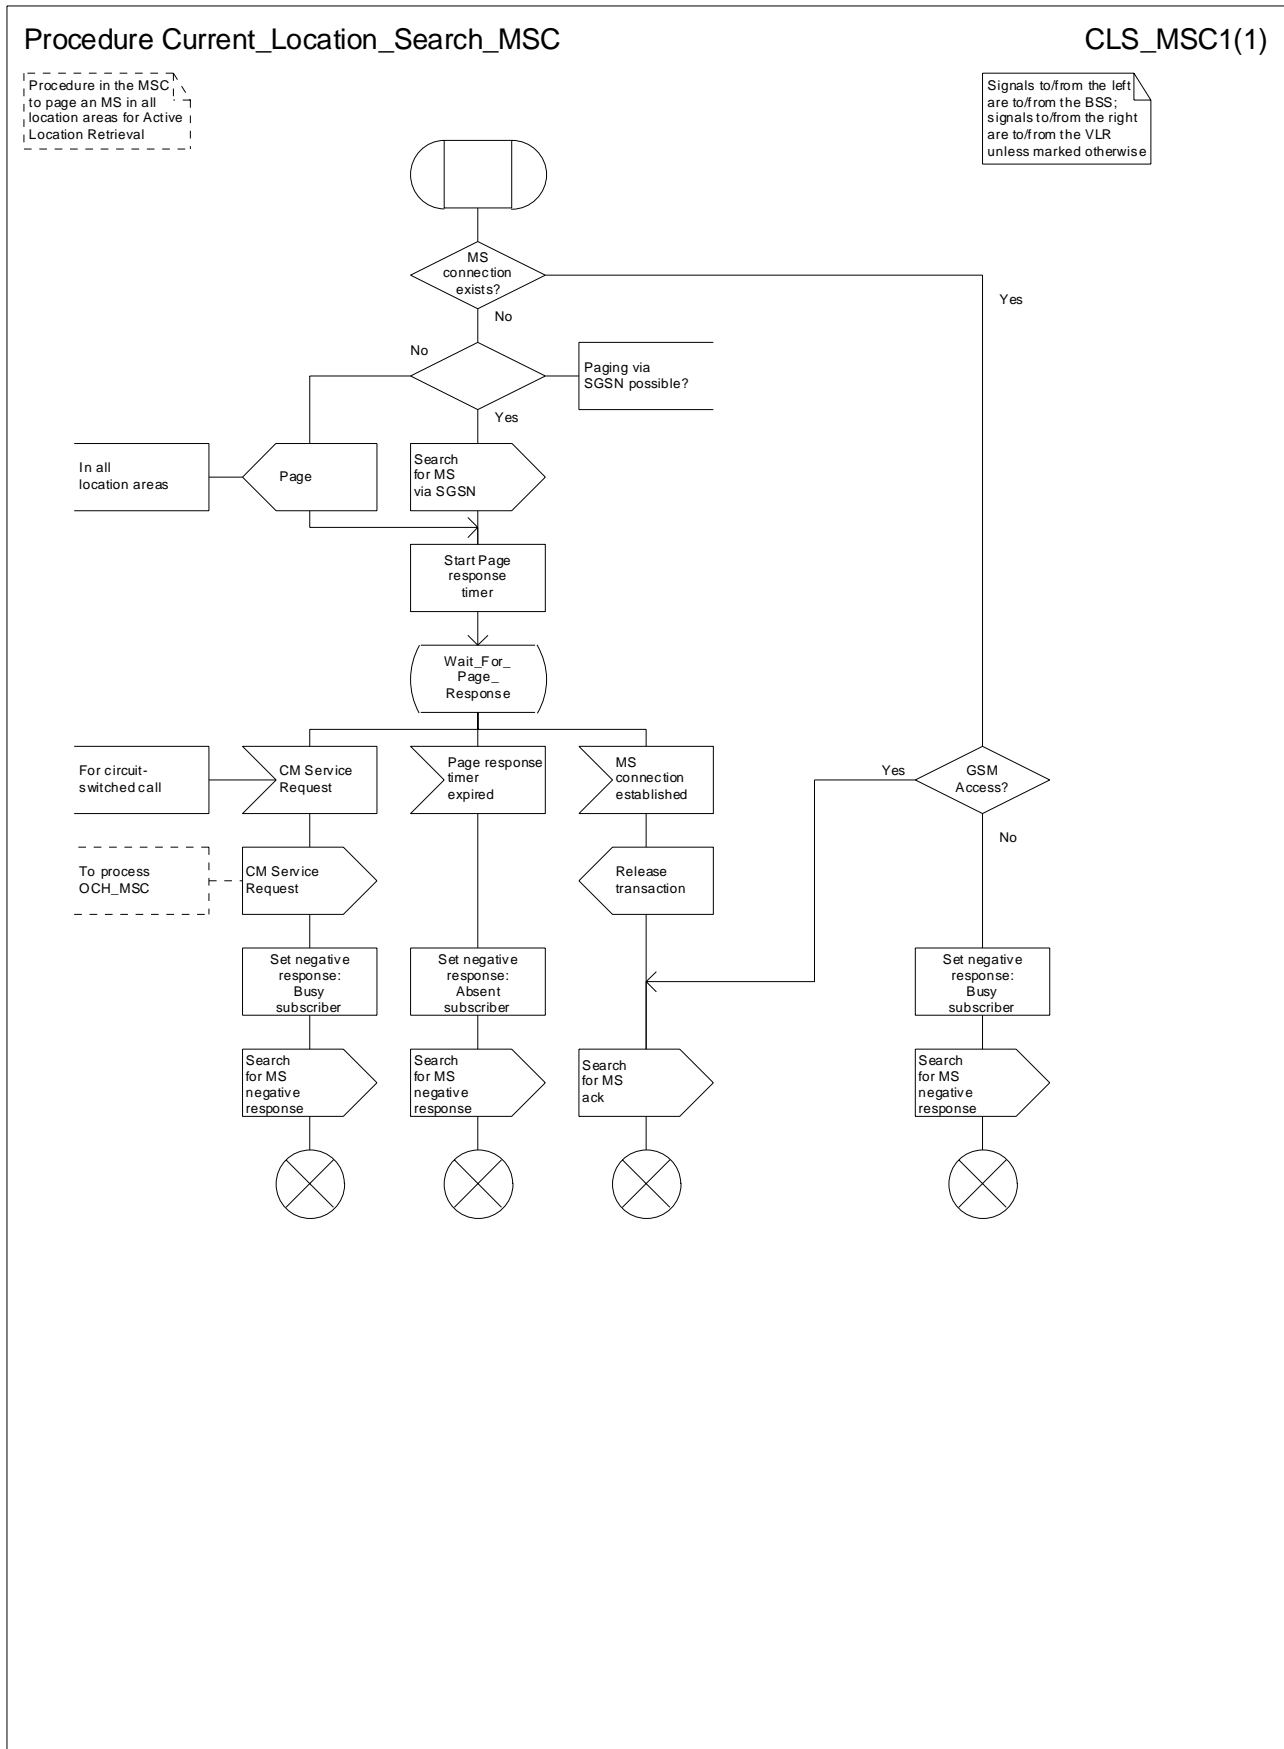 Procedure Current_Location_Search_MSC
CLS_MSC1(1)
Procedure in the MSC
to page an MS in all
location areas for Active
Location Retrieval
Signals to/from the left
are to/from the BSS;
signals to/from the right
are to/from the VLR
unless marked otherwise
MS
connection
exists?
Yes
No
No
Paging via
SGSN possible?
Yes
In all
location areas
Page
Search
for MS
via SGSN
Start Page
response
timer
Wait_For_
Page_
Response
For circuit-
switched call
CM Service
Request
Page response
timer
expired
MS
connection
established
Yes
GSM
Access?
No
To process
OCH_MSC
CM Service
Request
Release
transaction
Set negative
response:
Busy
subscriber
Set negative
response:
Absent
subscriber
Set negative
response:
Busy
subscriber
Search
for MS
negative
response
Search
for MS
negative
response
Search
for MS
ack
Search
for MS
negative
response